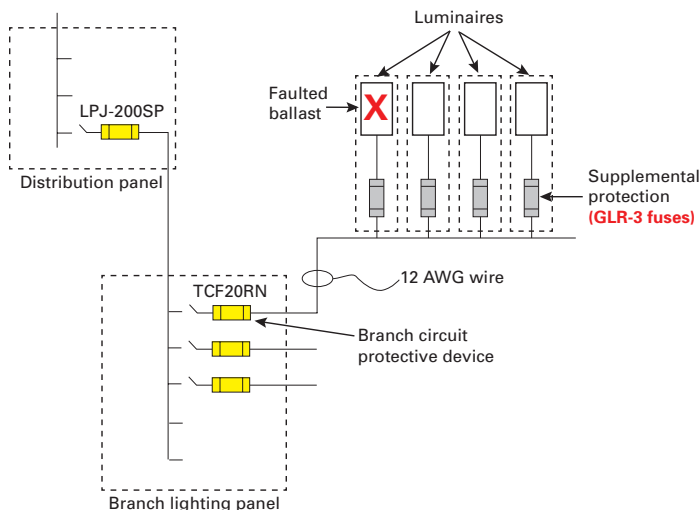 Luminaires
Faulted
ballast
X
LPJ-200SP
Distribution panel
Supplemental
protection
(GLR-3 fuses)
12 AWG wire
TCF20RN
Branch circuit
protective device
Branch lighting panel